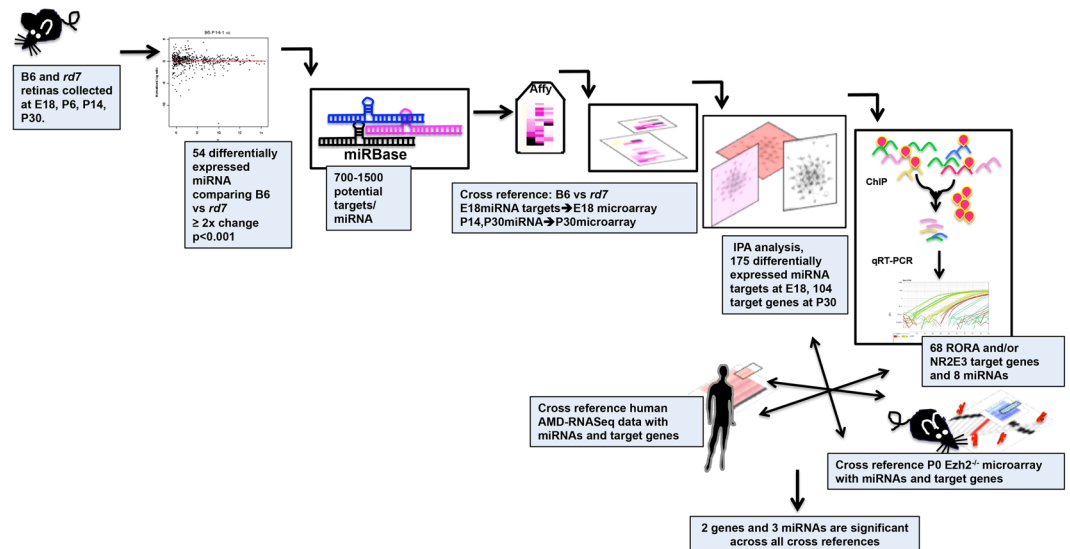 B6 and rd7
retinas collected
at E18, P6, P14,
P30.
54 differentially
expressed
miRNA
comparing B6
vs rd7
≥ 2x change
p<0.001
miRBase
700-1500
potential
targets/
miRNA
Affy
Cross reference: B6 vs rd7
E18miRNA targets➔E18 microarray
P14,P30miRNA➔P30microarray
IPA analysis,
175 differentially
expressed miRNA
targets at E18, 104
target genes at P30
ChIP
qRT-PCR
68 RORA and/or
NR2E3 target genes
and 8 miRNAs
Cross reference human
AMD-RNASeq data with
miRNAs and target genes
Cross reference P0 Ezh2-/- microarray
with miRNAs and target genes
2 genes and 3 miRNAs are significant
across all cross references